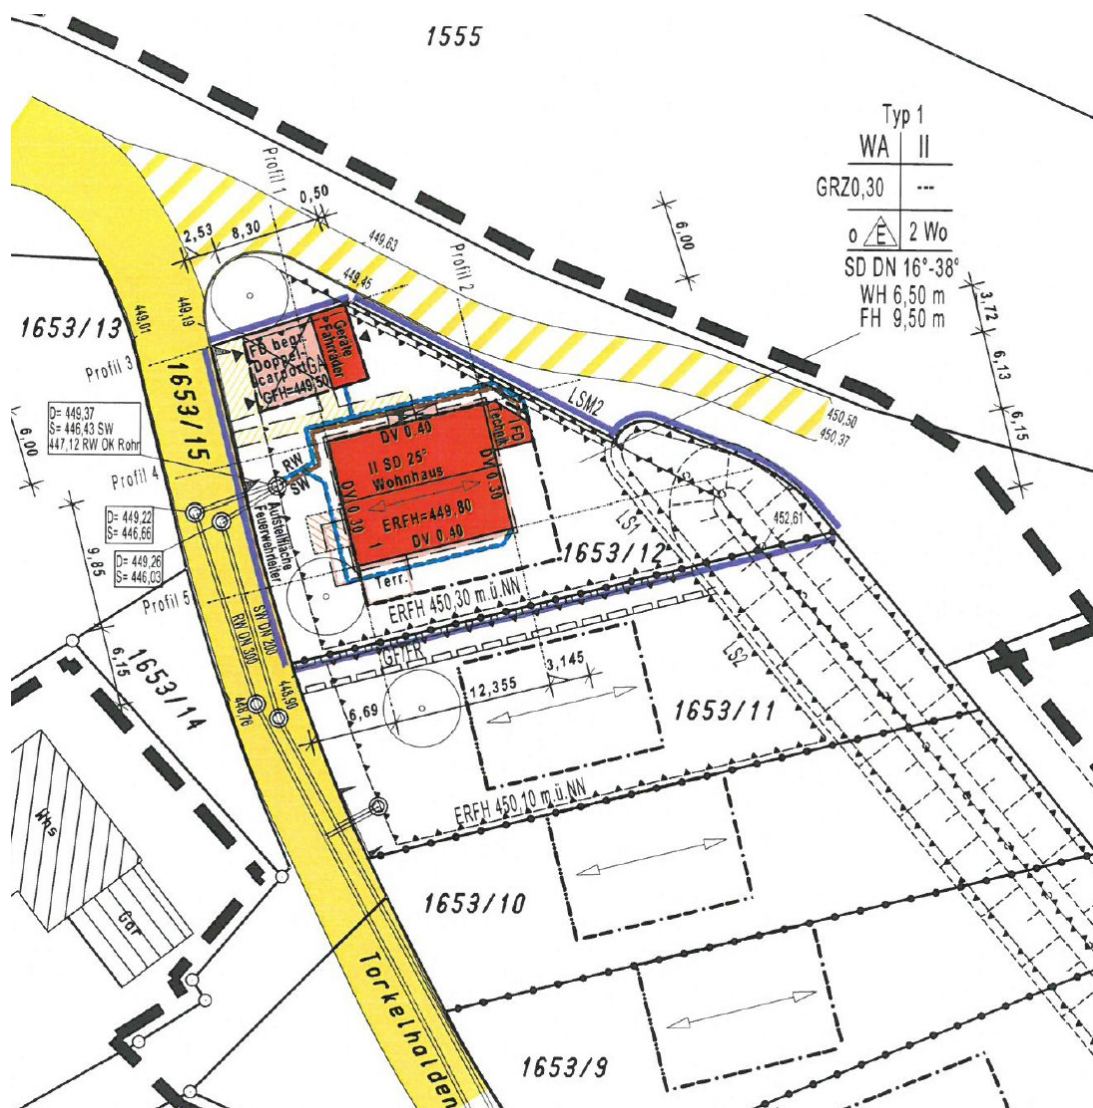 1555
Typ 1
WA II
GRZ0,30 ---
o E 2 Wo
SD DN 16°-38°
WH 6,50 m
FH 9,50 m
Profil 1
0,50
2,53
8,30
6,00
449,63
449,45
Profil 2
3,72
6,13
6,15
1653/13
449,01
449,19
Profil 3
1653/15
FD begr.
Doppel-
carport GA
GFH=449,50
Geräte
Fahrräder
LSM2
450,50
450,37
D= 449,37
S= 446,43 SW
447,12 RW OK Rohr
6,00
Profil 4
RW
SW
DV 0.40
II SD 25°
Wohnhaus
DV 0.30
ERFH=449,80
DV 0.40
DV 0.30
1
Technik
FD
D= 449,22
S= 446,66
D= 449,26
S= 446,03
Aufstellfläche
Feuerwehrleiter
9,85
Profil 5
Terr.
LS1
452,61
1653/12
ERFH 450,30 m.ü.NN
SW DN 200
RW DN 300
GF/FR
LS2
6,15
1653/14
448,76
448,90
3,145
12,355
6,69
1653/11
ERFH 450,10 m.ü.NN
Whs
Gar
1653/10
Torkelhalden
1653/9